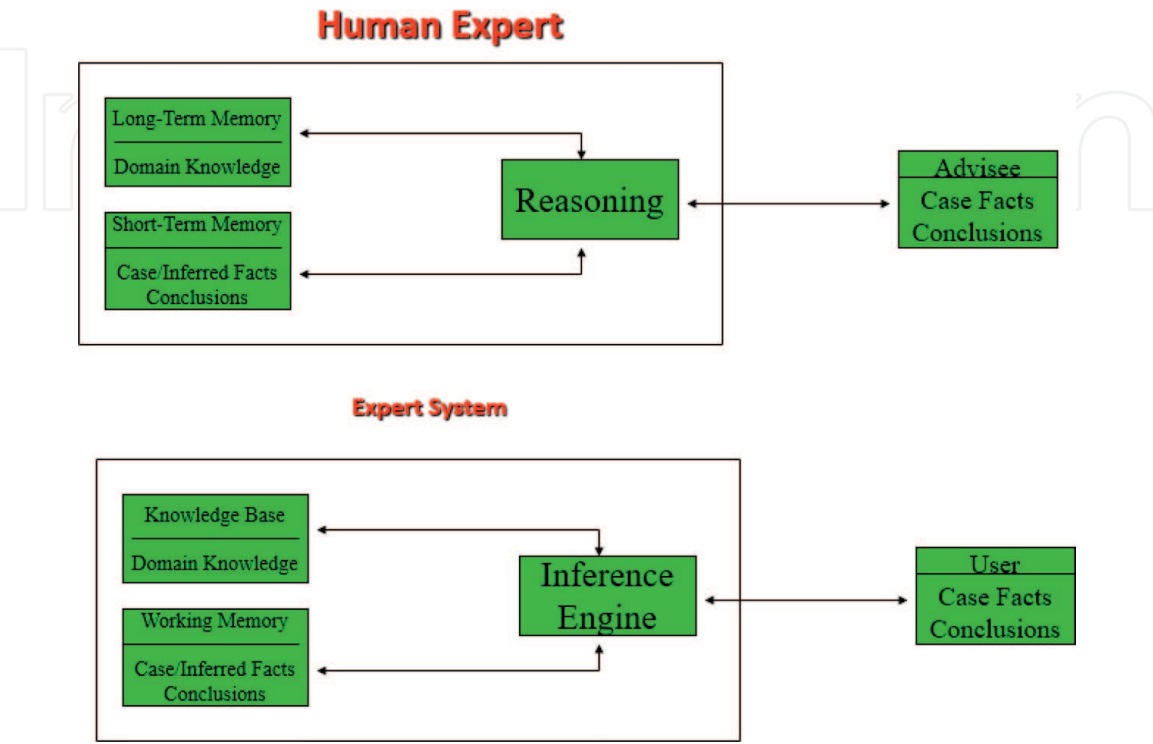 Human Expert
Long-Term Memory
Domain Knowledge
Short-Term Memory
Case/Inferred Facts
Conclusions
Reasoning
Advisee
Case Facts
Conclusions
Expert System
Knowledge Base
Domain Knowledge
Working Memory
Case/Inferred Facts
Conclusions
Inference
Engine
User
Case Facts
Conclusions